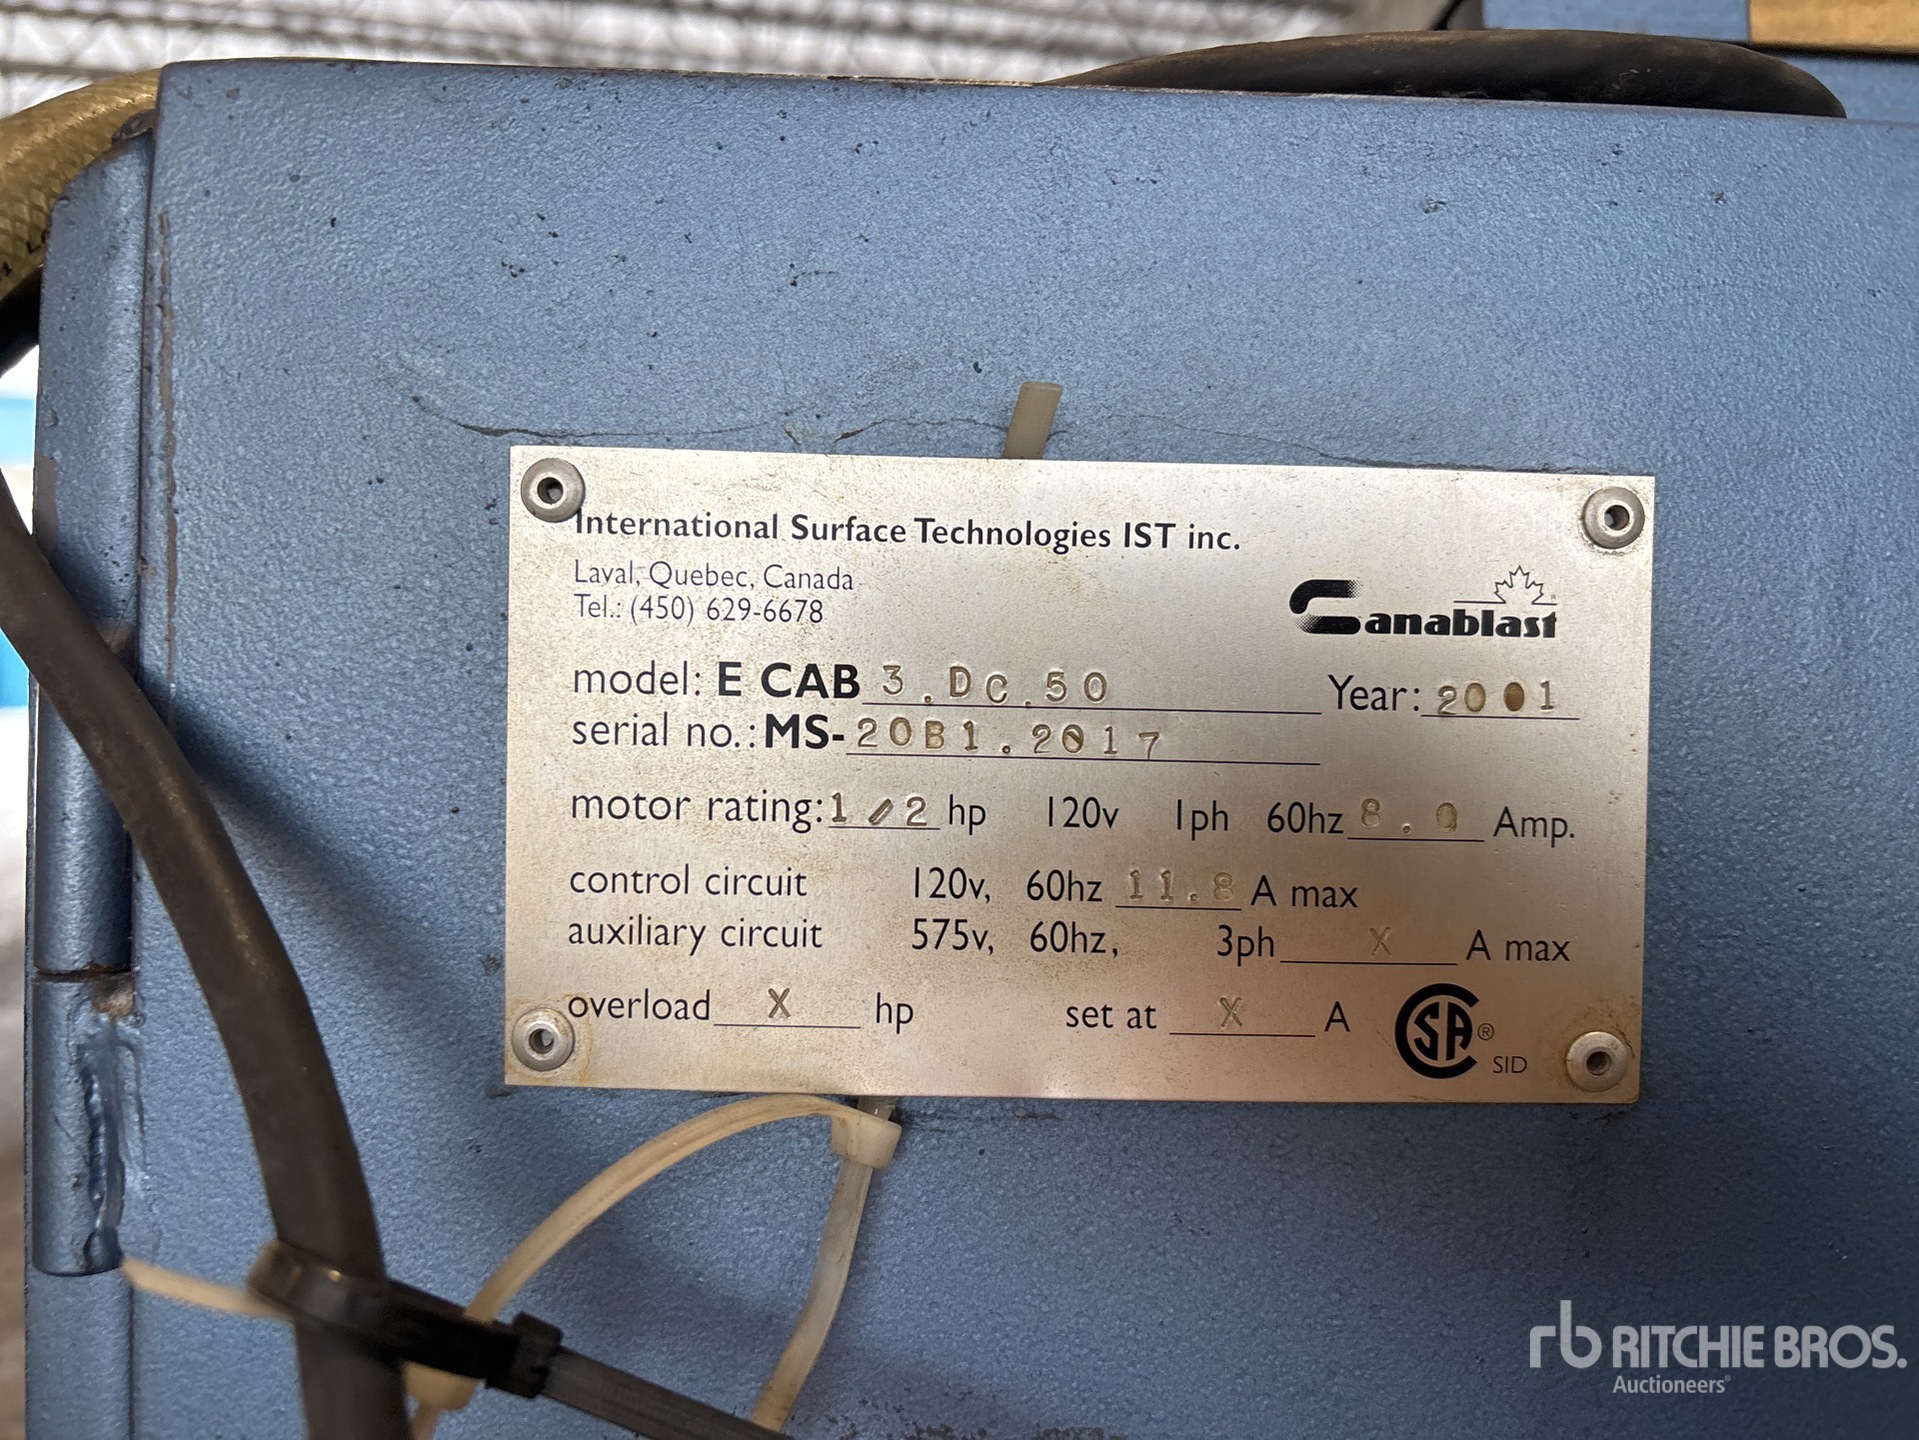 International Surface Technologies IST inc.
Laval, Quebec, Canada
Tel.: (450) 629-6678
Canablast
model: E CAB 3.DC.50 Year: 2001
serial no.: MS-20B1.2017
motor rating: 1/2 hp 120v 1ph 60hz 8.0 Amp.
control circuit 120v, 60hz 11.8 A max
auxiliary circuit 575v, 60hz, 3ph X A max
overload X hp set at X A
CSA® SID
rb RITCHIE BROS.
Auctioneers®